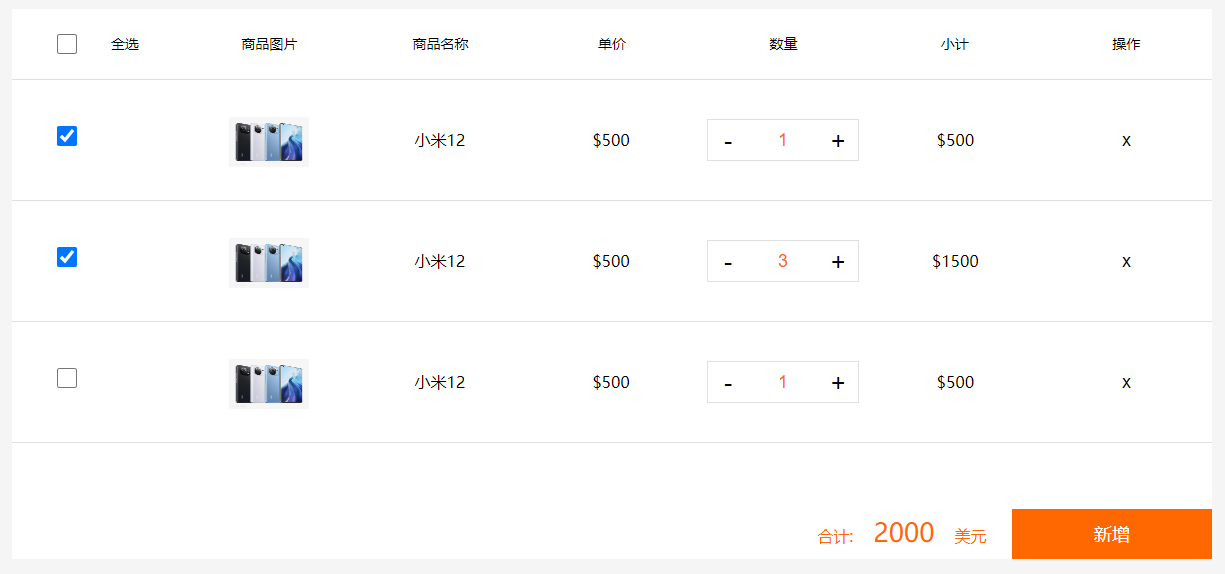 全选 商品图片 商品名称 单价 数量 小计 操作
小米12 $500 - 1 + $500 x
小米12 $500 - 3 + $1500 x
小米12 $500 - 1 + $500 x
合计: 2000 美元 新增